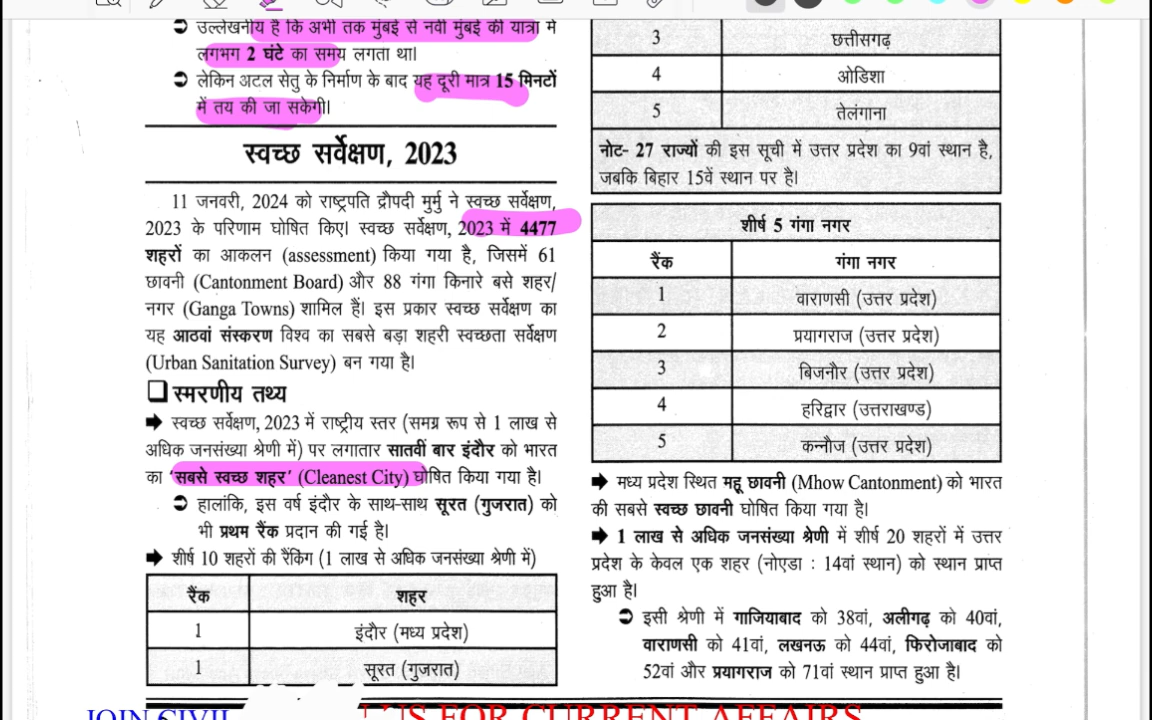 उल्लेखनीय है कि अभी तक मुंबई से नवी मुंबई की यात्रा में
लगभग 2 घंटे का समय लगता था।
लेकिन अटल सेतु के निर्माण के बाद यह दूरी मात्र 15 मिनटों
में तय की जा सकेगी।
स्वच्छ सर्वेक्षण, 2023
11 जनवरी, 2024 को राष्ट्रपति द्रौपदी मुर्मु ने स्वच्छ सर्वेक्षण,
2023 के परिणाम घोषित किए। स्वच्छ सर्वेक्षण, 2023 में 4477
शहरों का आकलन (assessment) किया गया है, जिसमें 61
छावनी (Cantonment Board) और 88 गंगा किनारे बसे शहर/
नगर (Ganga Towns) शामिल हैं। इस प्रकार स्वच्छ सर्वेक्षण का
यह आठवां संस्करण विश्व का सबसे बड़ा शहरी स्वच्छता सर्वेक्षण
(Urban Sanitation Survey) बन गया है।
स्मरणीय तथ्य
स्वच्छ सर्वेक्षण, 2023 में राष्ट्रीय स्तर (समग्र रूप से 1 लाख से
अधिक जनसंख्या श्रेणी में) पर लगातार सातवीं बार इंदौर को भारत
का 'सबसे स्वच्छ शहर' (Cleanest City) घोषित किया गया है।
हालांकि, इस वर्ष इंदौर के साथ-साथ सूरत (गुजरात) को
भी प्रथम रैंक प्रदान की गई है।
शीर्ष 10 शहरों की रैंकिंग (1 लाख से अधिक जनसंख्या श्रेणी में)
रैंक शहर
1 इंदौर (मध्य प्रदेश)
1 सूरत (गुजरात)
3 छत्तीसगढ़
4 ओडिशा
5 तेलंगाना
नोट- 27 राज्यों की इस सूची में उत्तर प्रदेश का 9वां स्थान है,
जबकि बिहार 15वें स्थान पर है।
शीर्ष 5 गंगा नगर
रैंक गंगा नगर
1 वाराणसी (उत्तर प्रदेश)
2 प्रयागराज (उत्तर प्रदेश)
3 बिजनौर (उत्तर प्रदेश)
4 हरिद्वार (उत्तराखण्ड)
5 कन्नौज (उत्तर प्रदेश)
मध्य प्रदेश स्थित महू छावनी (Mhow Cantonment) को भारत
की सबसे स्वच्छ छावनी घोषित किया गया है।
1 लाख से अधिक जनसंख्या श्रेणी में शीर्ष 20 शहरों में उत्तर
प्रदेश के केवल एक शहर (नोएडा : 14वां स्थान) को स्थान प्राप्त
हुआ है।
इसी श्रेणी में गाजियाबाद को 38वां, अलीगढ़ को 40वां,
वाराणसी को 41वां, लखनऊ को 44वां, फिरोजाबाद को
52वां और प्रयागराज को 71वां स्थान प्राप्त हुआ है।
JOIN CIVIL FOR CURRENT AFFAIRS